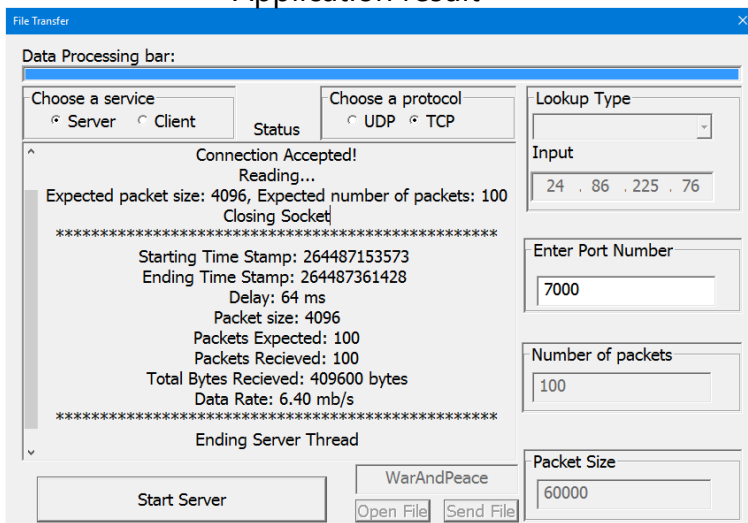 Application result
File Transfer
Data Processing bar:
Choose a service
Server Client
Status
Choose a protocol
UDP TCP
Lookup Type
Input
24 . 86 . 225 . 76
Connection Accepted!
Reading...
Expected packet size: 4096, Expected number of packets: 100
Closing Socket
**************************************************
Starting Time Stamp: 264487153573
Ending Time Stamp: 264487361428
Delay: 64 ms
Packet size: 4096
Packets Expected: 100
Packets Recieved: 100
Total Bytes Recieved: 409600 bytes
Data Rate: 6.40 mb/s
**************************************************
Ending Server Thread
Enter Port Number
7000
Number of packets
100
Packet Size
60000
Start Server
WarAndPeace
Open File Send File